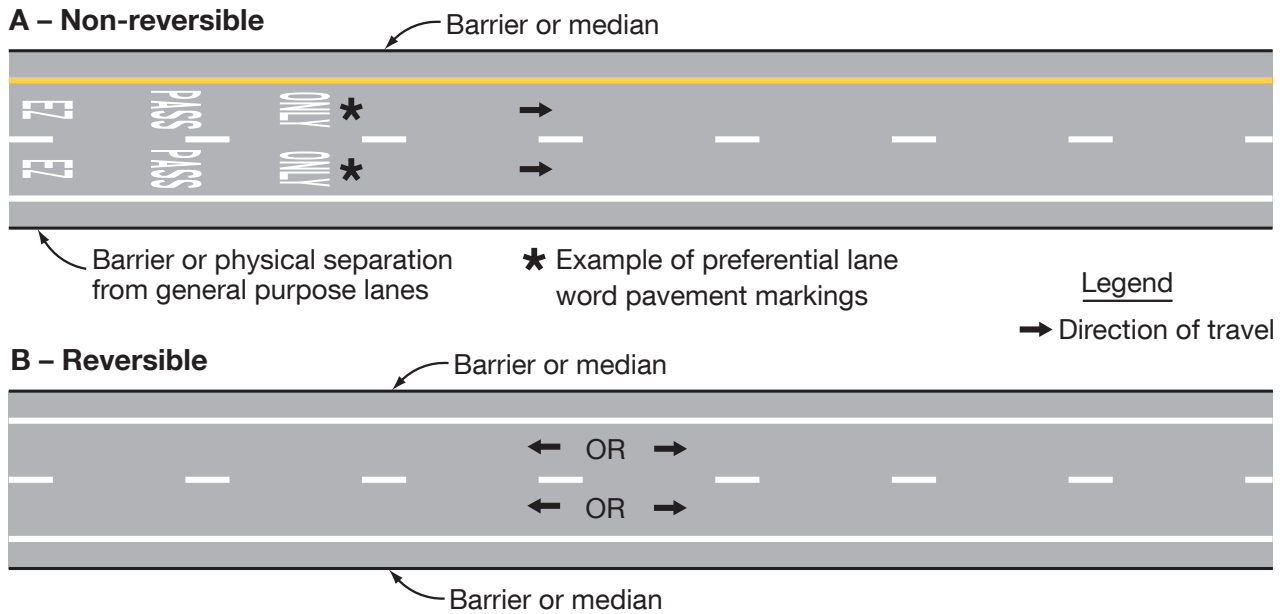 A – Non-reversible
Barrier or median
EZ PASS ONLY *
EZ PASS ONLY *
Barrier or physical separation
from general purpose lanes
* Example of preferential lane
word pavement markings
Legend
Direction of travel
B – Reversible
Barrier or median
OR
OR
Barrier or median